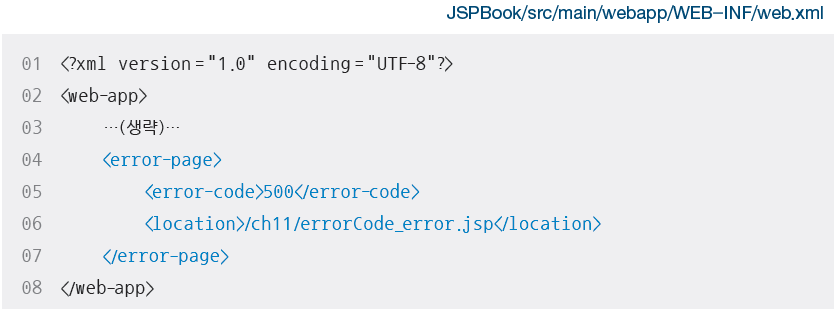 JSPBook/src/main/webapp/WEB-INF/web.xml
01 <?xml version="1.0" encoding="UTF-8"?>
02 <web-app>
03 …(생략)…
04 <error-page>
05 <error-code>500</error-code>
06 <location>/ch11/errorCode_error.jsp</location>
07 </error-page>
08 </web-app>